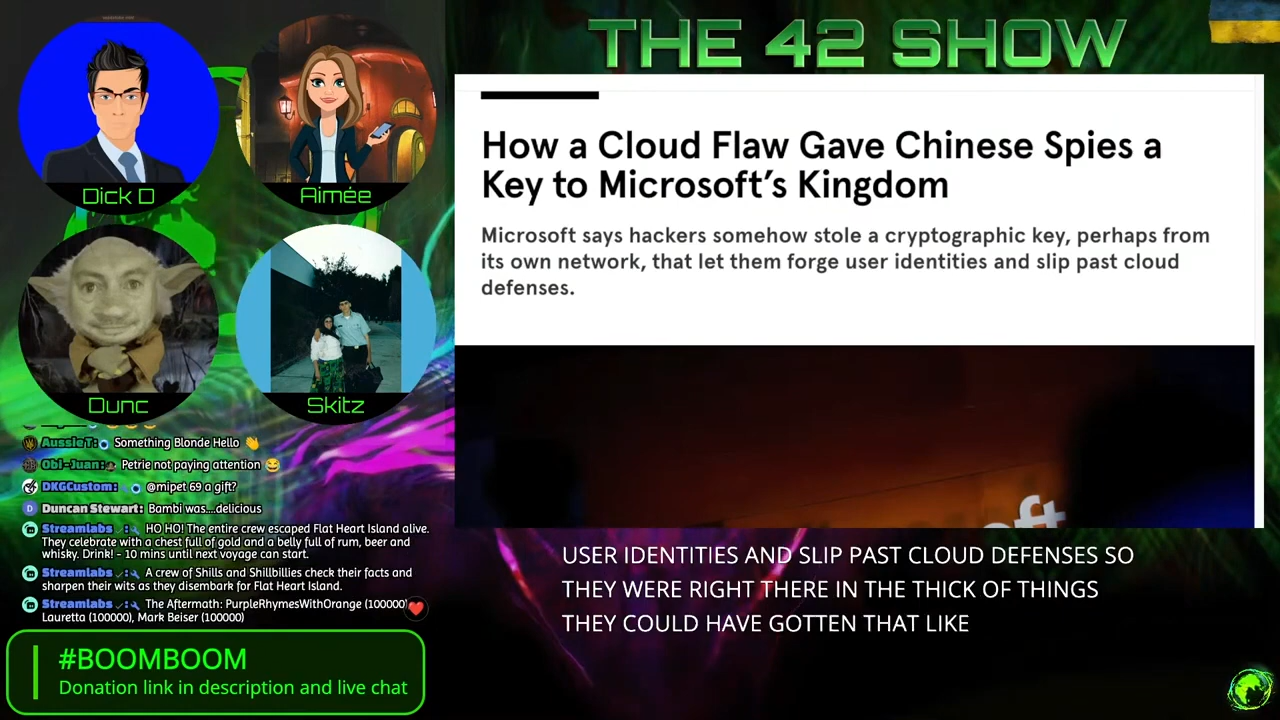 THE 42 SHOW
Dick D
Aimée
Dunc
Skitz
How a Cloud Flaw Gave Chinese Spies a
Key to Microsoft’s Kingdom
Microsoft says hackers somehow stole a cryptographic key, perhaps from
its own network, that let them forge user identities and slip past cloud
defenses.
oft
USER IDENTITIES AND SLIP PAST CLOUD DEFENSES SO
THEY WERE RIGHT THERE IN THE THICK OF THINGS
THEY COULD HAVE GOTTEN THAT LIKE
AussieT: Something Blonde Hello 👋
Obi-Juan: Petrie not paying attention 😂
DKGCustom: @mipet 69 a gift?
Duncan Stewart: Bambi was....delicious
Streamlabs : HO HO! The entire crew escaped Flat Heart Island alive.
They celebrate with a chest full of gold and a belly full of rum, beer and
whisky. Drink! - 10 mins until next voyage can start.
Streamlabs : A crew of Shills and Shillbillies check their facts and
sharpen their wits as they disembark for Flat Heart Island.
Streamlabs : The Aftermath: PurpleRhymesWithOrange (100000)
Lauretta (100000), Mark Beiser (100000)
#BOOMBOOM
Donation link in description and live chat